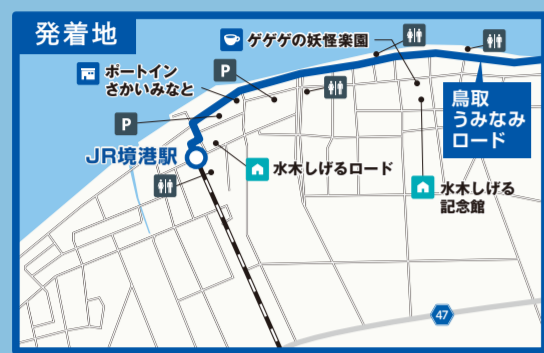 発着地
ゲゲゲの妖怪楽園
ポートイン
さかいみなと
P
P
JR境港駅
水木しげるロード
鳥取
うみなみ
ロード
水木しげる
記念館
47